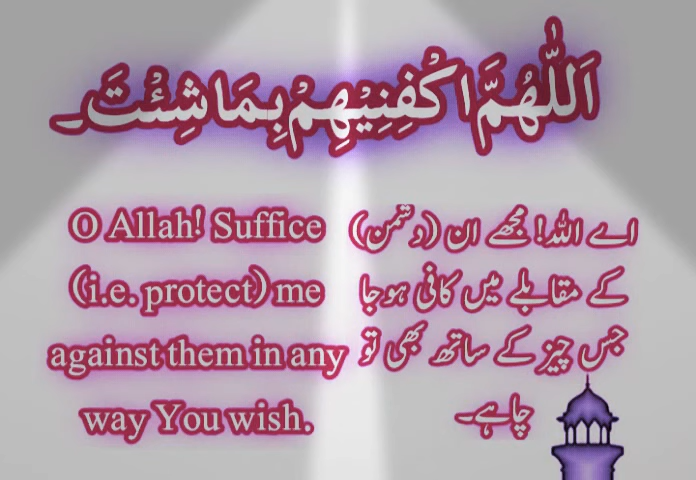 اَللّٰهُمَّ اكْفِنِيْهِمْ بِمَا شِئْتَ۔
O Allah! Suffice
(i.e. protect) me
against them in any
way You wish.
اے اللہ! مجھے ان (دشمن)
کے مقابلے میں کافی ہو جا
جس چیز کے ساتھ بھی تو
چاہے۔